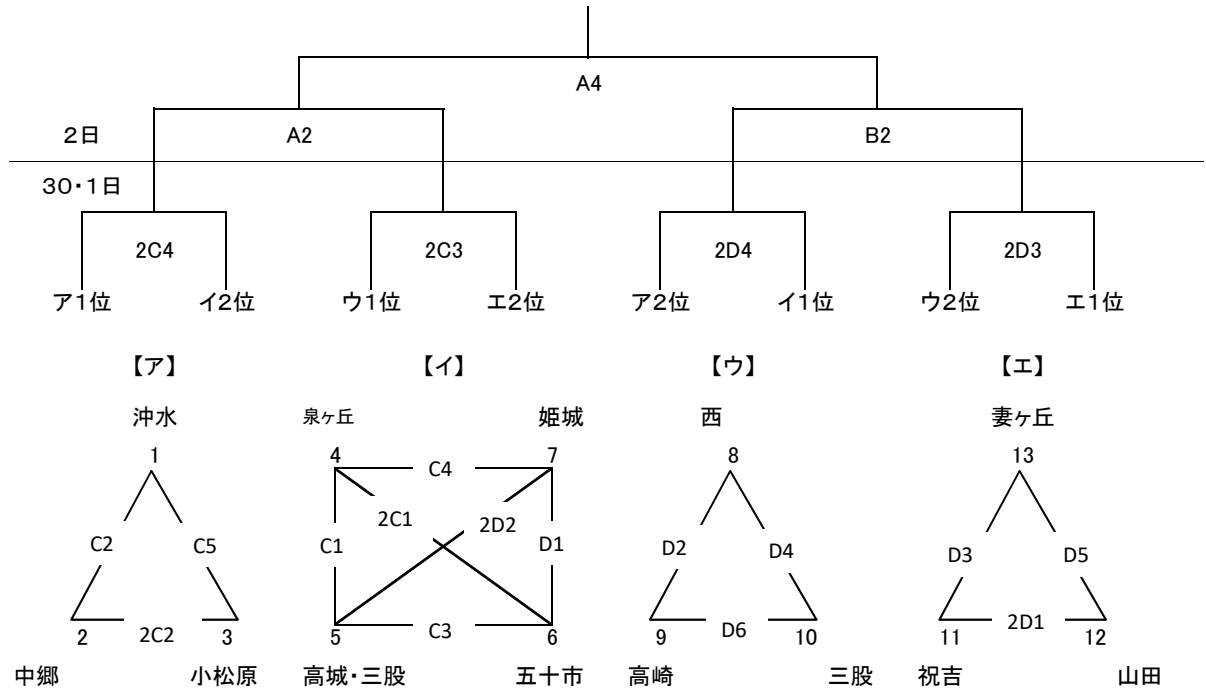 A4
2日 A2 B2
30・1日
2C4 2C3 2D4 2D3
ア1位 イ2位 ウ1位 エ2位 ア2位 イ1位 ウ2位 エ1位
【ア】 【イ】 【ウ】 【エ】
沖水 泉ヶ丘 姫城 西 妻ヶ丘
1 4 7 8 13
C4
2C1 2D2
C2 C5 C1 D1 D2 D4 D3 D5
2 2C2 3 5 C3 6 9 D6 10 11 2D1 12
中郷 小松原 高城・三股 五十市 高崎 三股 祝吉 山田